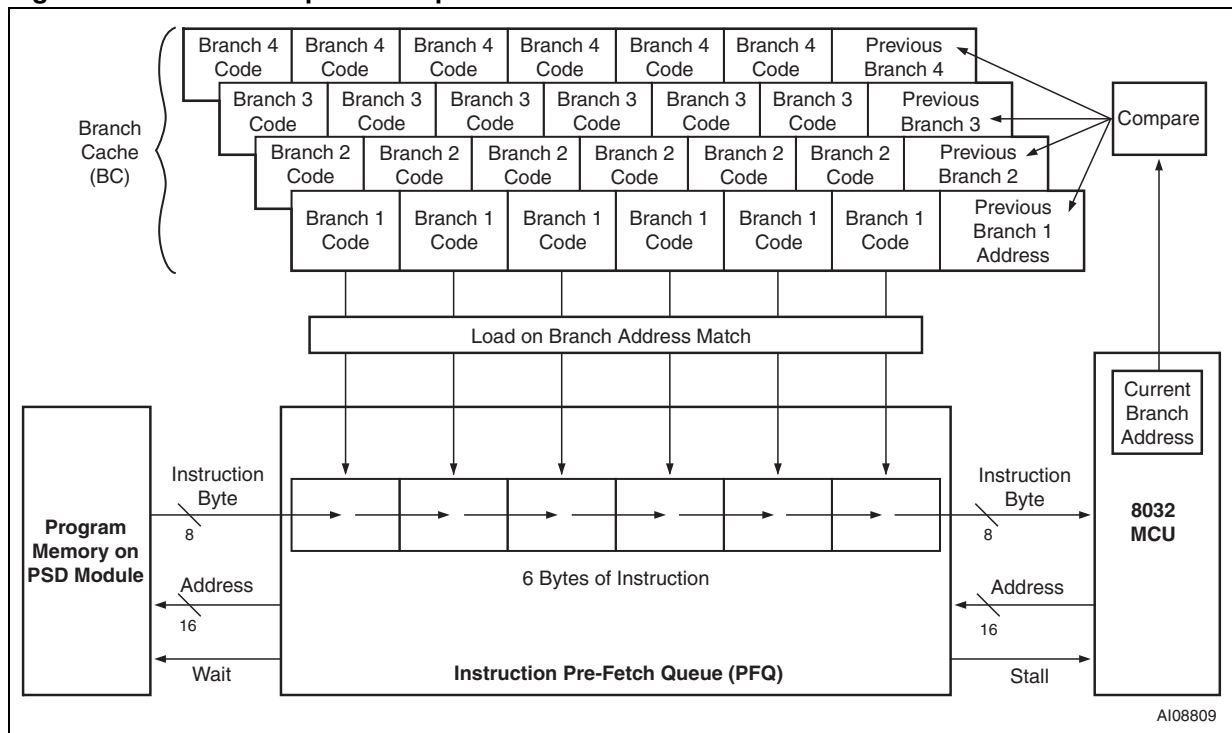 Branch 4 Code
Branch 4 Code
Branch 4 Code
Branch 4 Code
Branch 4 Code
Branch 4 Code
Previous Branch 4
Branch 3 Code
Branch 3 Code
Branch 3 Code
Branch 3 Code
Branch 3 Code
Branch 3 Code
Previous Branch 3
Compare
Branch Cache (BC)
Branch 2 Code
Branch 2 Code
Branch 2 Code
Branch 2 Code
Branch 2 Code
Branch 2 Code
Previous Branch 2
Branch 1 Code
Branch 1 Code
Branch 1 Code
Branch 1 Code
Branch 1 Code
Branch 1 Code
Previous Branch 1 Address
Load on Branch Address Match
Current Branch Address
Instruction Byte
8
Instruction Byte
8
Program Memory on PSD Module
8032 MCU
6 Bytes of Instruction
Address
16
Address
16
Wait
Instruction Pre-Fetch Queue (PFQ)
Stall
AI08809